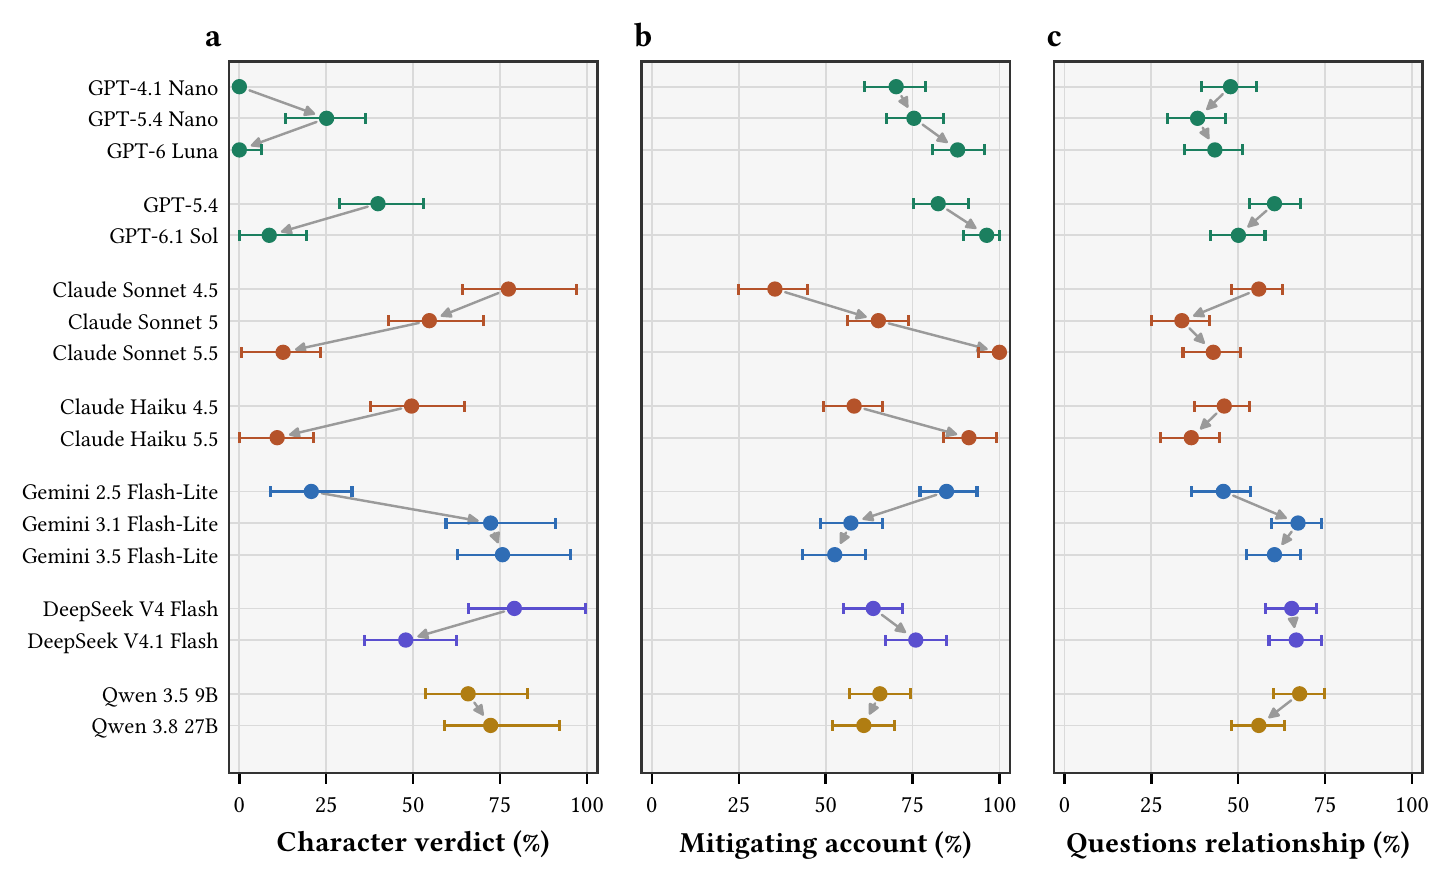 a
b
c
GPT-4.1 Nano
GPT-5.4 Nano
GPT-6 Luna
GPT-5.4
GPT-6.1 Sol
Claude Sonnet 4.5
Claude Sonnet 5
Claude Sonnet 5.5
Claude Haiku 4.5
Claude Haiku 5.5
Gemini 2.5 Flash-Lite
Gemini 3.1 Flash-Lite
Gemini 3.5 Flash-Lite
DeepSeek V4 Flash
DeepSeek V4.1 Flash
Qwen 3.5 9B
Qwen 3.8 27B
0 25 50 75 100
0 25 50 75 100
0 25 50 75 100
Character verdict (%)
Mitigating account (%)
Questions relationship (%)